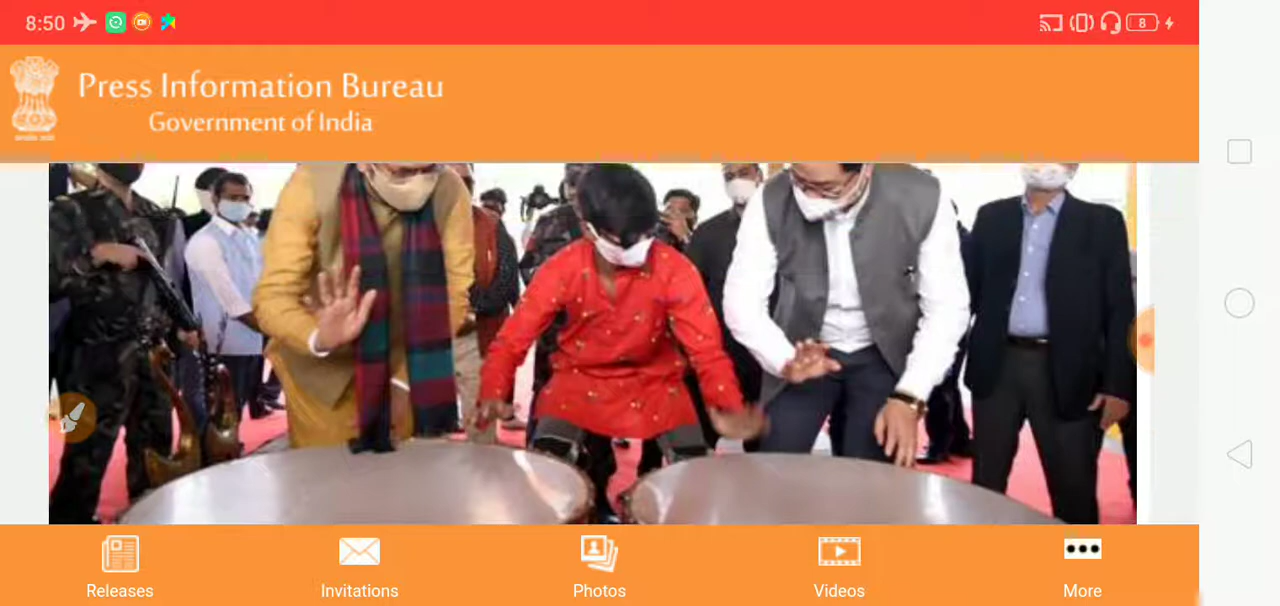 8:50
8
Press Information Bureau
Government of India
Releases
Invitations
Photos
Videos
More